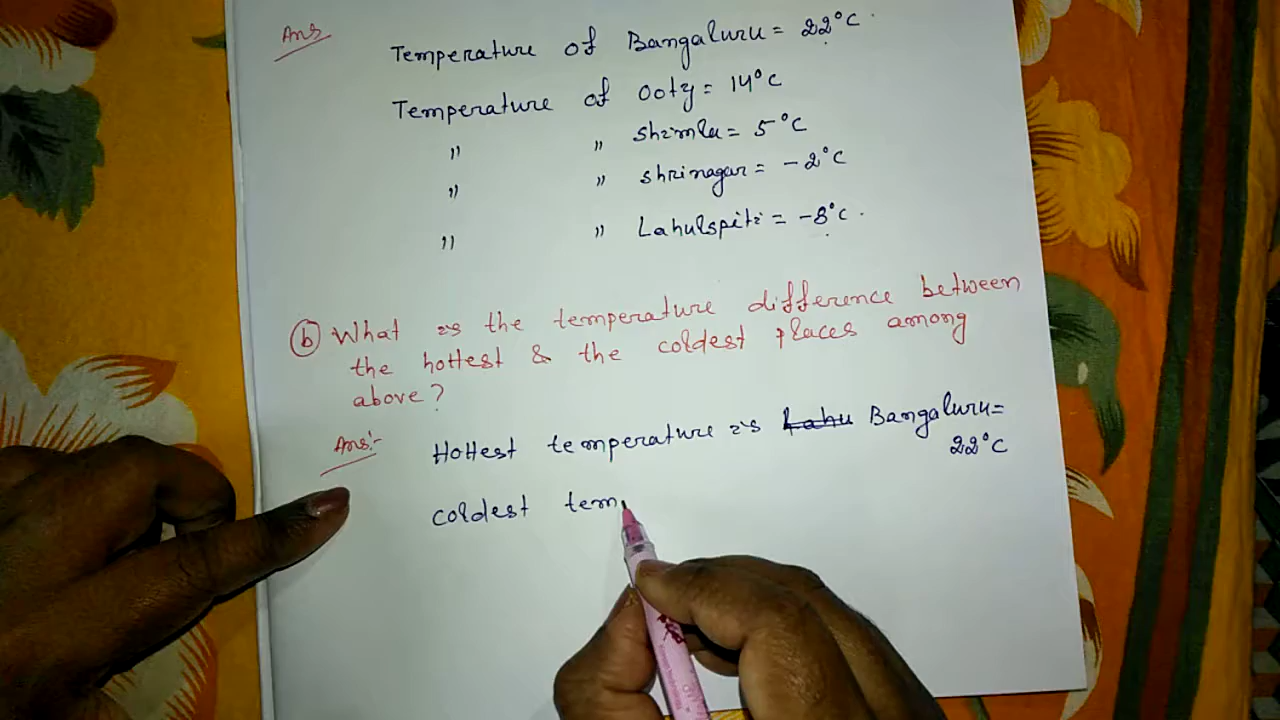 Ans
Temperature of Bangaluru = 22°C.
Temperature of Ooty = 14°C
" " Shimla = 5°C
" " Shrinagar = -2°C
" " Lahulspiti = -8°C.
(b) What is the temperature difference between
the hottest & the coldest places among
above?
Ans:- Hottest temperature is Lahu Bangaluru =
22°C
coldest tem